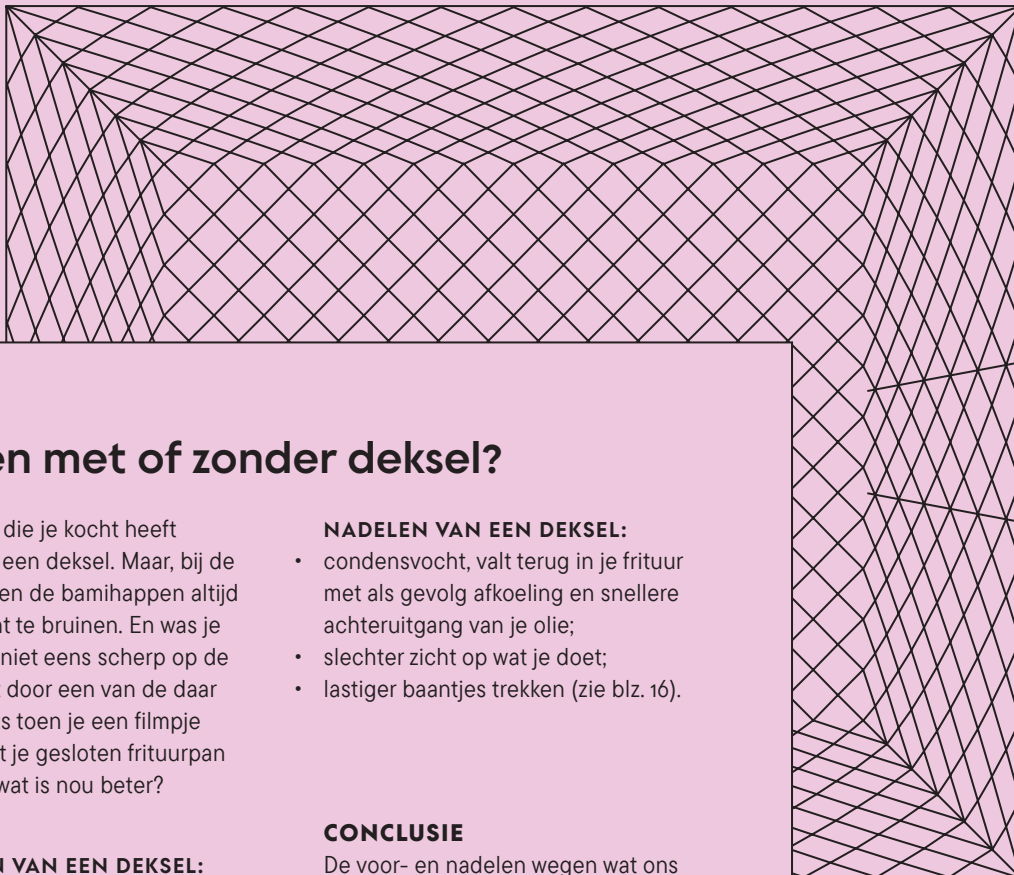 en met of zonder deksel?
die je kocht heeft
een deksel. Maar, bij de
en de bamihappen altijd
t te bruinen. En was je
niet eens scherp op de
door een van de daar
s toen je een filmpje
t je gesloten frituurpan
wat is nou beter?
VAN EEN DEKSEL:
NADELEN VAN EEN DEKSEL:
• condensvocht, valt terug in je frituur
met als gevolg afkoeling en snellere
achteruitgang van je olie;
• slechter zicht op wat je doet;
• lastiger baantjes trekken (zie blz. 16).
CONCLUSIE
De voor- en nadelen wegen wat ons